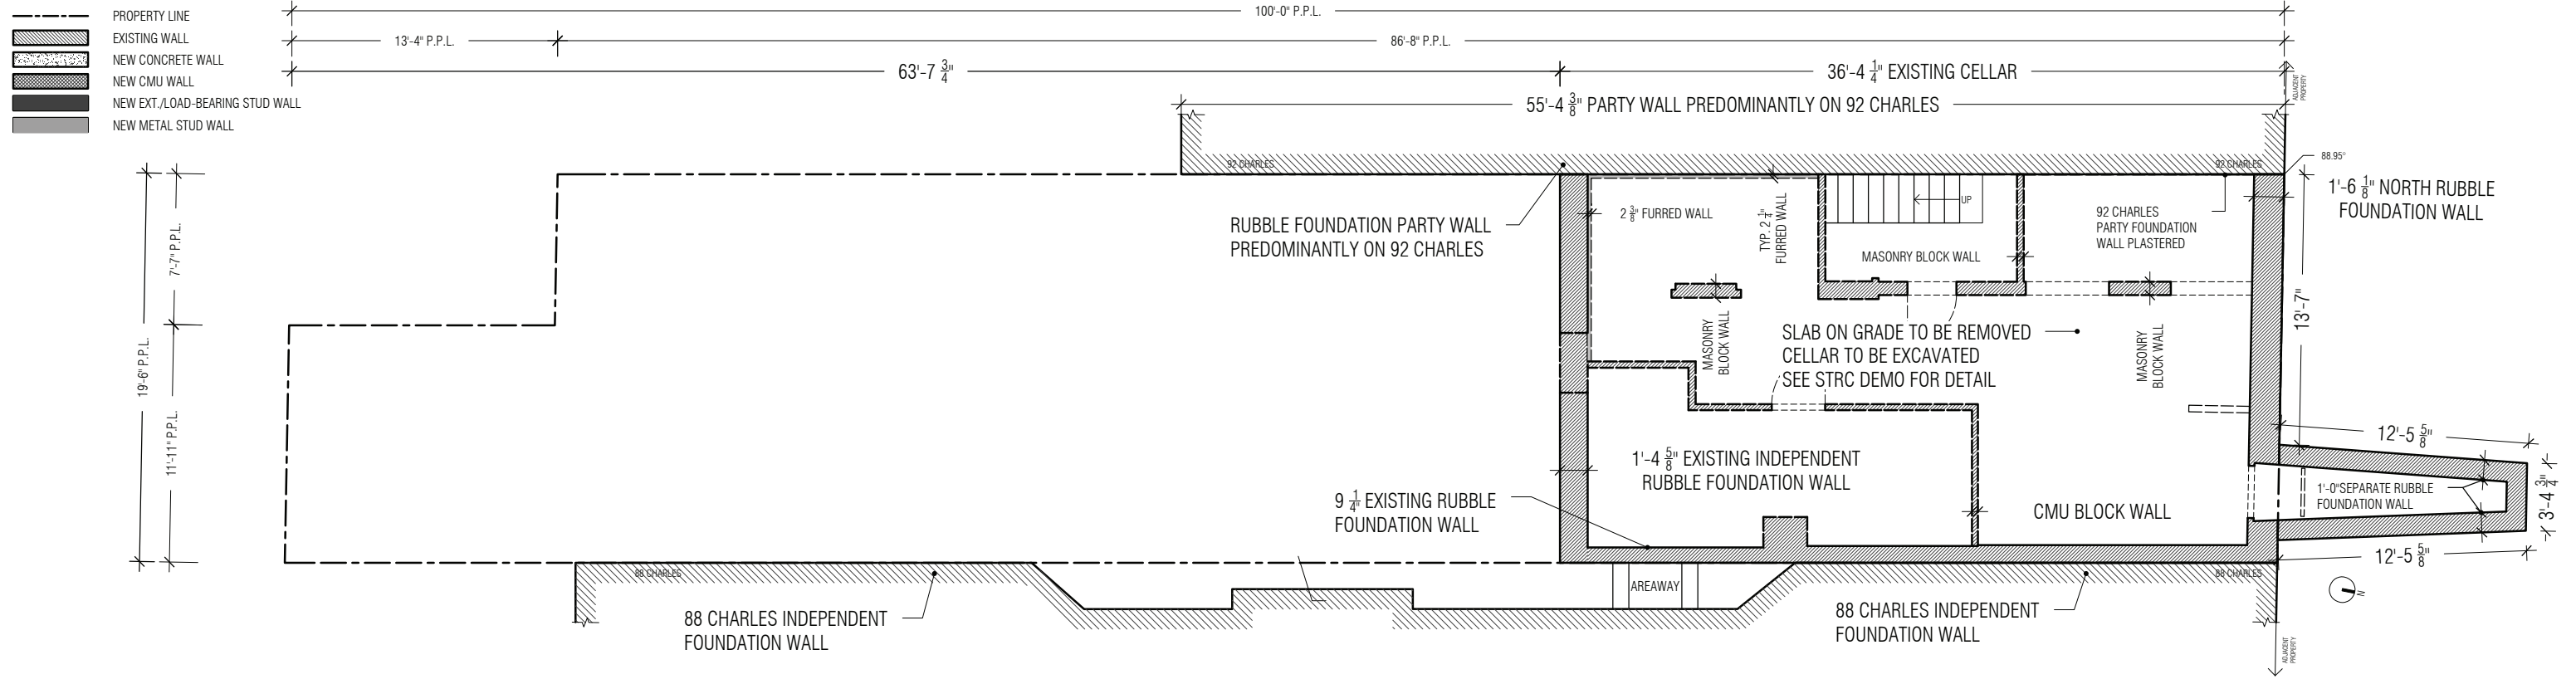 PROPERTY LINE
EXISTING WALL
NEW CONCRETE WALL
NEW CMU WALL
NEW EXT./LOAD-BEARING STUD WALL
NEW METAL STUD WALL
100'-0" P.P.L.
13'-4" P.P.L.
86'-8" P.P.L.
63'-7 3/4"
36'-4 1/4" EXISTING CELLAR
55'-4 3/8" PARTY WALL PREDOMINANTLY ON 92 CHARLES
ADJACENT
PROPERTY
92 CHARLES
92 CHARLES
88.95°
1'-6 1/8" NORTH RUBBLE
FOUNDATION WALL
19'-6" P.P.L.
7'-7" P.P.L.
11'-11" P.P.L.
RUBBLE FOUNDATION PARTY WALL
PREDOMINANTLY ON 92 CHARLES
2 3/8" FURRED WALL
TYP. 2 1/4"
FURRED WALL
UP
MASONRY BLOCK WALL
92 CHARLES
PARTY FOUNDATION
WALL PLASTERED
13'-7"
MASONRY
BLOCK WALL
SLAB ON GRADE TO BE REMOVED
CELLAR TO BE EXCAVATED
SEE STRC DEMO FOR DETAIL
MASONRY
BLOCK WALL
12'-5 5/8"
1'-4 5/8" EXISTING INDEPENDENT
RUBBLE FOUNDATION WALL
9 1/4" EXISTING RUBBLE
FOUNDATION WALL
CMU BLOCK WALL
1'-0"SEPARATE RUBBLE
FOUNDATION WALL
3'-4 3/4"
12'-5 5/8"
88 CHARLES
AREAWAY
88 CHARLES
N
88 CHARLES INDEPENDENT
FOUNDATION WALL
88 CHARLES INDEPENDENT
FOUNDATION WALL
ADJACENT
PROPERTY